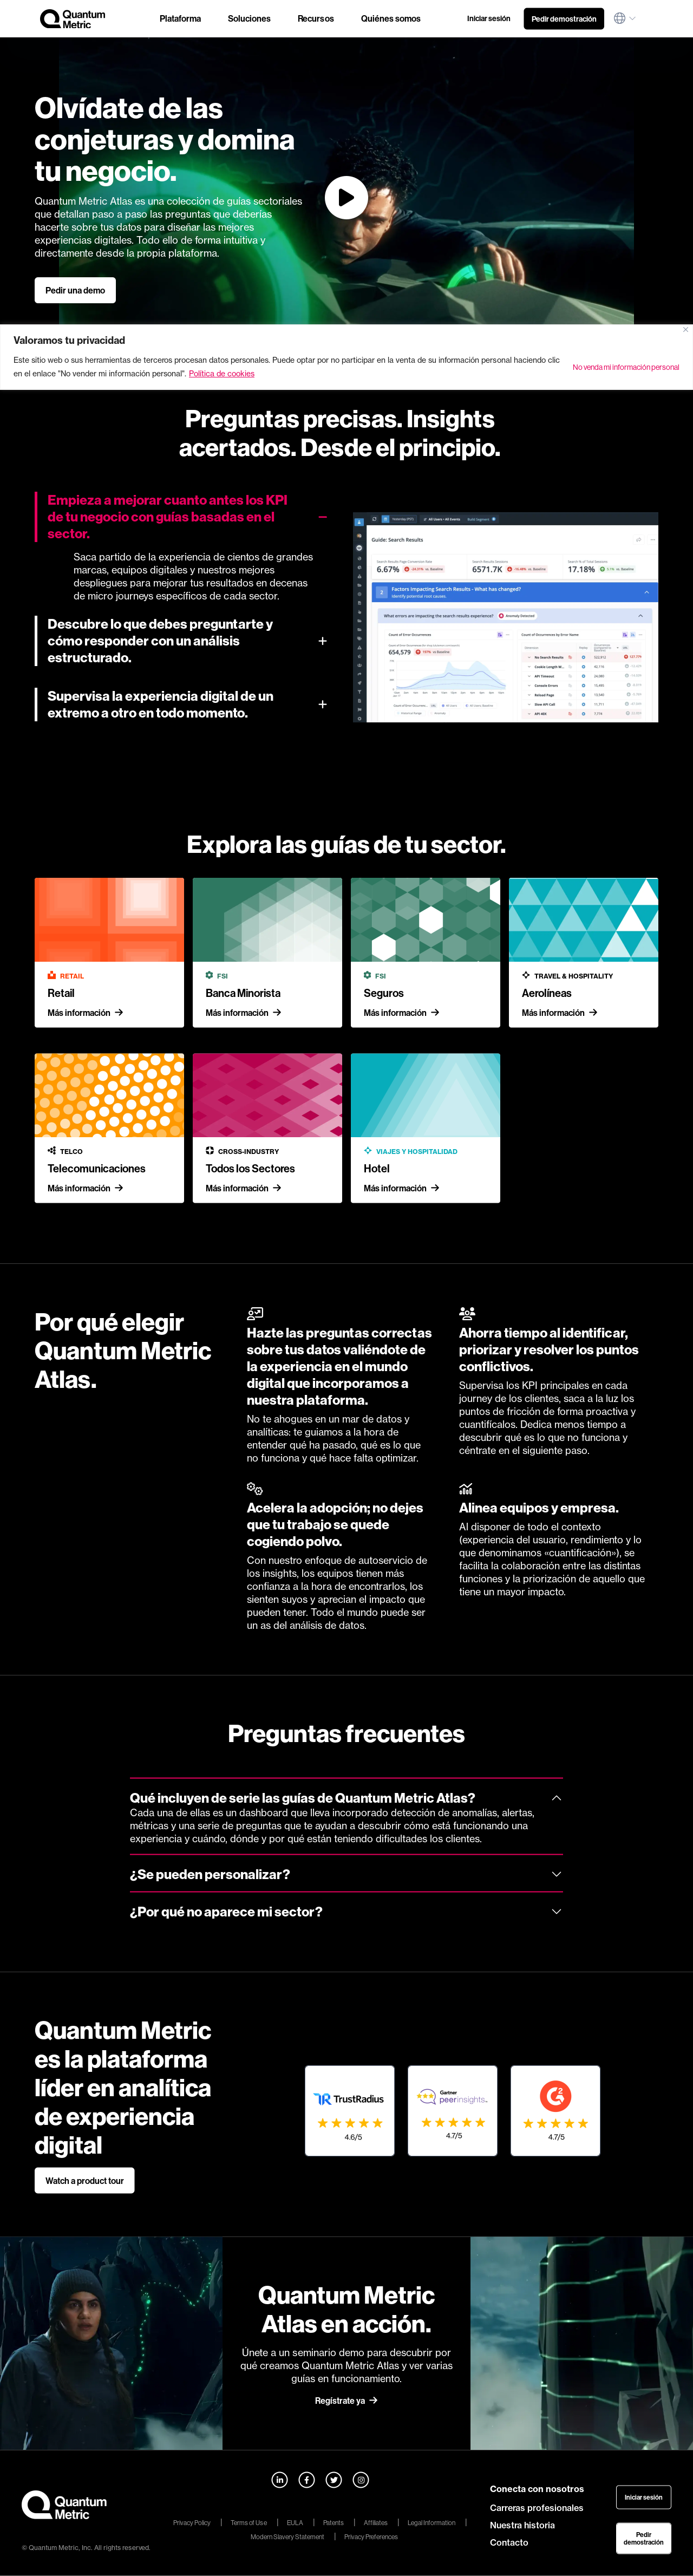 Quantum Metric
Plataforma
Soluciones
Recursos
Quiénes somos
Iniciar sesión
Pedir demostración
Olvídate de las
conjeturas y domina
tu negocio.
Quantum Metric Atlas es una colección de guías sectoriales
que detallan paso a paso las preguntas que deberías
hacerte sobre tus datos para diseñar las mejores
experiencias digitales. Todo ello de forma intuitiva y
directamente desde la propia plataforma.
Pedir una demo
Valoramos tu privacidad
Este sitio web o sus herramientas de terceros procesan datos personales. Puede optar por no participar en la venta de su información personal haciendo clic
en el enlace "No vender mi información personal". Política de cookies
No venda mi información personal
Preguntas precisas. Insights
acertados. Desde el principio.
Empieza a mejorar cuanto antes los KPI
de tu negocio con guías basadas en el
sector.
Saca partido de la experiencia de cientos de grandes
marcas, equipos digitales y nuestros mejores
despliegues para mejorar tus resultados en decenas
de micro journeys específicos de cada sector.
Descubre lo que debes preguntarte y
cómo responder con un análisis
estructurado.
Supervisa la experiencia digital de un
extremo a otro en todo momento.
Guide: Search Results
6.67%
6571.7K
17.18%
2 Factors Impacting Search Results - What has changed?
Identify potential root causes.
What errors are impacting the search results experience?
Anomaly Detected
Count of Error Occurrences
Count of Occurrences by Error Name
654,579
Explora las guías de tu sector.
RETAIL
Retail
Más información
FSI
Banca Minorista
Más información
FSI
Seguros
Más información
TRAVEL & HOSPITALITY
Aerolíneas
Más información
TELCO
Telecomunicaciones
Más información
CROSS-INDUSTRY
Todos los Sectores
Más información
VIAJES Y HOSPITALIDAD
Hotel
Más información
Por qué elegir
Quantum Metric
Atlas.
Hazte las preguntas correctas
sobre tus datos valiéndote de
la experiencia en el mundo
digital que incorporamos a
nuestra plataforma.
No te ahogues en un mar de datos y
analíticas: te guiamos a la hora de
entender qué ha pasado, qué es lo que
no funciona y qué hace falta optimizar.
Ahorra tiempo al identificar,
priorizar y resolver los puntos
conflictivos.
Supervisa los KPI principales en cada
journey de los clientes, saca a la luz los
puntos de fricción de forma proactiva y
cuantifícalos. Dedica menos tiempo a
descubrir qué es lo que no funciona y
céntrate en el siguiente paso.
Acelera la adopción; no dejes
que tu trabajo se quede
cogiendo polvo.
Con nuestro enfoque de autoservicio de
los insights, los equipos tienen más
confianza a la hora de encontrarlos, los
sienten suyos y aprecian el impacto que
pueden tener. Todo el mundo puede ser
un as del análisis de datos.
Alinea equipos y empresa.
Al disponer de todo el contexto
(experiencia del usuario, rendimiento y lo
que denominamos «cuantificación»), se
facilita la colaboración entre las distintas
funciones y la priorización de aquello que
tiene un mayor impacto.
Preguntas frecuentes
Qué incluyen de serie las guías de Quantum Metric Atlas?
Cada una de ellas es un dashboard que lleva incorporado detección de anomalías, alertas,
métricas y una serie de preguntas que te ayudan a descubrir cómo está funcionando una
experiencia y cuándo, dónde y por qué están teniendo dificultades los clientes.
¿Se pueden personalizar?
¿Por qué no aparece mi sector?
Quantum Metric
es la plataforma
líder en analítica
de experiencia
digital
Watch a product tour
TrustRadius
4.6/5
Gartner
peerinsights.
4.7/5
G2
4.7/5
Quantum Metric
Atlas en acción.
Únete a un seminario demo para descubrir por
qué creamos Quantum Metric Atlas y ver varias
guías en funcionamiento.
Regístrate ya
Quantum Metric
© Quantum Metric, Inc. All rights reserved.
Privacy Policy
Terms of Use
EULA
Patents
Affiliates
Legal Information
Modern Slavery Statement
Privacy Preferences
Conecta con nosotros
Carreras profesionales
Nuestra historia
Contacto
Iniciar sesión
Pedir
demostración